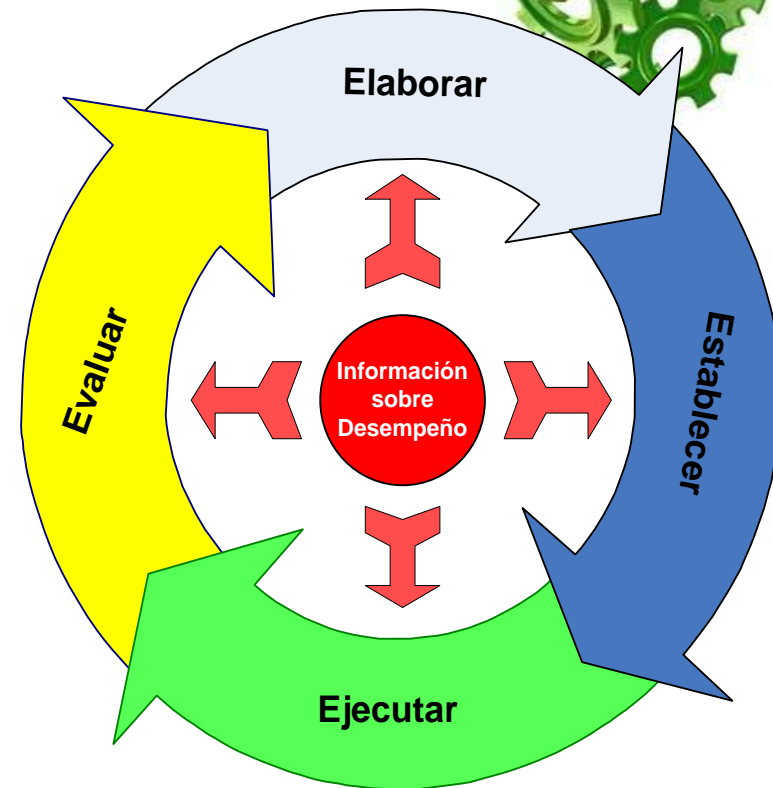 Elaborar
Establecer
Ejecutar
Evaluar
Información
sobre
Desempeño